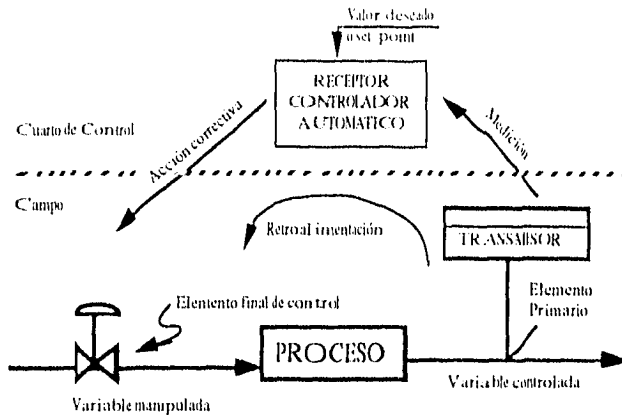 Valor deseado
o set point
RECEPTOR
CONTROLADOR
AUTOMATICO
Cuarto de Control
Acción correctiva
Medición
Campo
Retroalimentación
TRANSMISOR
Elemento final de control
Elemento
Primario
PROCESO
Variable manipulada
Variable controlada